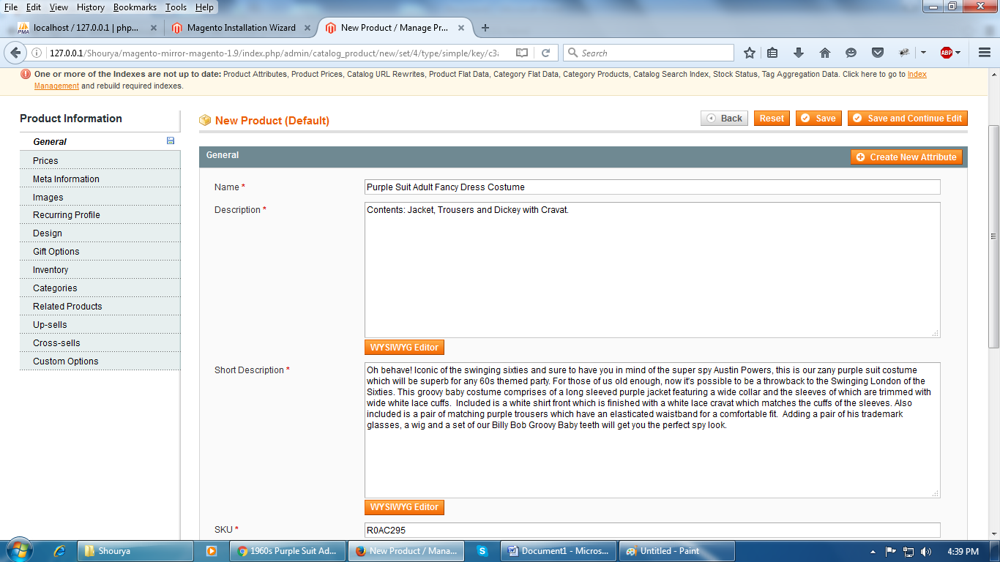 File Edit View History Bookmarks Tools Help
localhost / 127.0.0.1 | php...
Magento Installation Wizard
New Product / Manage Pr...
127.0.0.1/Shourya/magento-mirror-magento-1.9/index.php/admin/catalog_product/new/set/4/type/simple/key/c3
Search
ABP
One or more of the Indexes are not up to date: Product Attributes, Product Prices, Catalog URL Rewrites, Product Flat Data, Category Flat Data, Category Products, Catalog Search Index, Stock Status, Tag Aggregation Data. Click here to go to Index
Management and rebuild required indexes.
Product Information
General
Prices
Meta Information
Images
Recurring Profile
Design
Gift Options
Inventory
Categories
Related Products
Up-sells
Cross-sells
Custom Options
New Product (Default)
Back Reset Save Save and Continue Edit
General
Create New Attribute
Name *
Purple Suit Adult Fancy Dress Costume
Description *
Contents: Jacket, Trousers and Dickey with Cravat.
WYSIWYG Editor
Short Description *
Oh behave! Iconic of the swinging sixties and sure to have you in mind of the super spy Austin Powers, this is our zany purple suit costume
which will be superb for any 60s themed party. For those of us old enough, now it's possible to be a throwback to the Swinging London of the
Sixties. This groovy baby costume comprises of a long sleeved purple jacket featuring a wide collar and the sleeves of which are trimmed with
wide white lace cuffs.  Included is a white shirt front which is finished with a white lace cravat which matches the cuffs of the sleeves. Also
included is a pair of matching purple trousers which have an elasticated waistband for a comfortable fit.  Adding a pair of his trademark
glasses, a wig and a set of our Billy Bob Groovy Baby teeth will get you the perfect spy look.
WYSIWYG Editor
SKU *
R0AC295
Shourya
1960s Purple Suit Ad...
New Product / Mana...
Document1 - Micros...
Untitled - Paint
4:39 PM